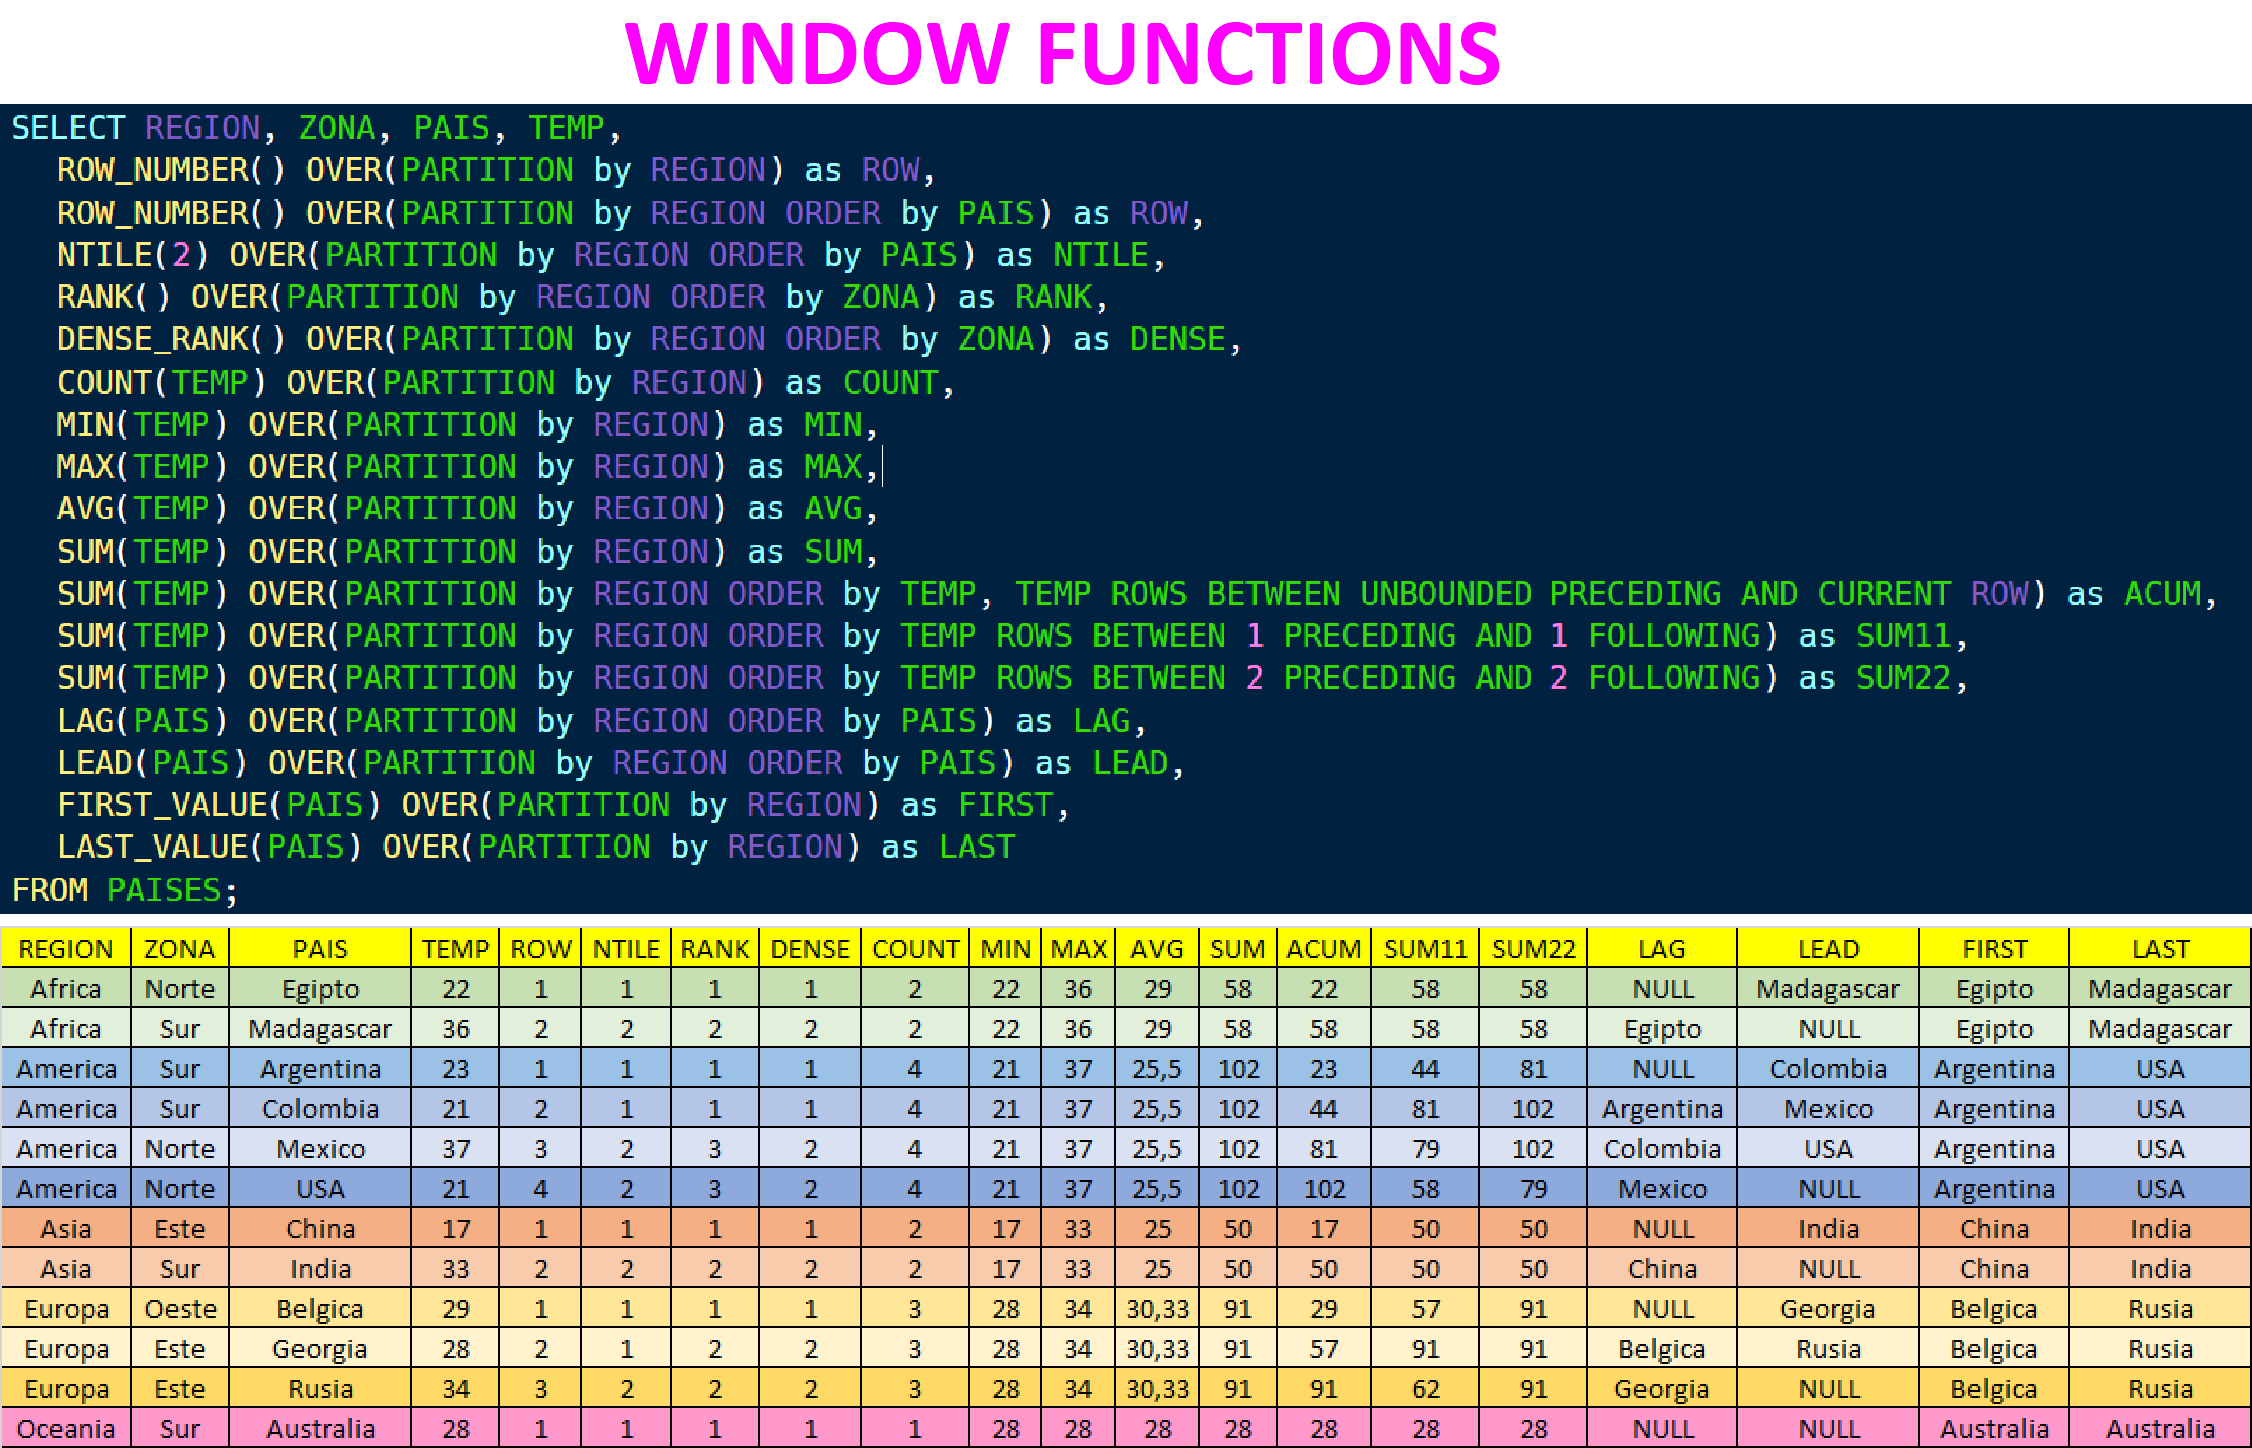 WINDOW FUNCTIONS
SELECT REGION, ZONA, PAIS, TEMP,
ROW_NUMBER() OVER(PARTITION by REGION) as ROW,
ROW_NUMBER() OVER(PARTITION by REGION ORDER by PAIS) as ROW,
NTILE(2) OVER(PARTITION by REGION ORDER by PAIS) as NTILE,
RANK() OVER(PARTITION by REGION ORDER by ZONA) as RANK,
DENSE_RANK() OVER(PARTITION by REGION ORDER by ZONA) as DENSE,
COUNT(TEMP) OVER(PARTITION by REGION) as COUNT,
MIN(TEMP) OVER(PARTITION by REGION) as MIN,
MAX(TEMP) OVER(PARTITION by REGION) as MAX,
AVG(TEMP) OVER(PARTITION by REGION) as AVG,
SUM(TEMP) OVER(PARTITION by REGION) as SUM,
SUM(TEMP) OVER(PARTITION by REGION ORDER by TEMP, TEMP ROWS BETWEEN UNBOUNDED PRECEDING AND CURRENT ROW) as ACUM,
SUM(TEMP) OVER(PARTITION by REGION ORDER by TEMP ROWS BETWEEN 1 PRECEDING AND 1 FOLLOWING) as SUM11,
SUM(TEMP) OVER(PARTITION by REGION ORDER by TEMP ROWS BETWEEN 2 PRECEDING AND 2 FOLLOWING) as SUM22,
LAG(PAIS) OVER(PARTITION by REGION ORDER by PAIS) as LAG,
LEAD(PAIS) OVER(PARTITION by REGION ORDER by PAIS) as LEAD,
FIRST_VALUE(PAIS) OVER(PARTITION by REGION) as FIRST,
LAST_VALUE(PAIS) OVER(PARTITION by REGION) as LAST
FROM PAISES;
REGION ZONA PAIS TEMP ROW NTILE RANK DENSE COUNT MIN MAX AVG SUM ACUM SUM11 SUM22 LAG LEAD FIRST LAST
Africa Norte Egipto 22 1 1 1 1 2 22 36 29 58 22 58 58 NULL Madagascar Egipto Madagascar
Africa Sur Madagascar 36 2 2 2 2 2 22 36 29 58 58 58 58 Egipto NULL Egipto Madagascar
America Sur Argentina 23 1 1 1 1 4 21 37 25,5 102 23 44 81 NULL Colombia Argentina USA
America Sur Colombia 21 2 1 1 1 4 21 37 25,5 102 44 81 102 Argentina Mexico Argentina USA
America Norte Mexico 37 3 2 3 2 4 21 37 25,5 102 81 79 102 Colombia USA Argentina USA
America Norte USA 21 4 2 3 2 4 21 37 25,5 102 102 58 79 Mexico NULL Argentina USA
Asia Este China 17 1 1 1 1 2 17 33 25 50 17 50 50 NULL India China India
Asia Sur India 33 2 2 2 2 2 17 33 25 50 50 50 50 China NULL China India
Europa Oeste Belgica 29 1 1 1 1 3 28 34 30,33 91 29 57 91 NULL Georgia Belgica Rusia
Europa Este Georgia 28 2 1 2 2 3 28 34 30,33 91 57 91 91 Belgica Rusia Belgica Rusia
Europa Este Rusia 34 3 2 2 2 3 28 34 30,33 91 91 62 91 Georgia NULL Belgica Rusia
Oceania Sur Australia 28 1 1 1 1 1 28 28 28 28 28 28 28 NULL NULL Australia Australia